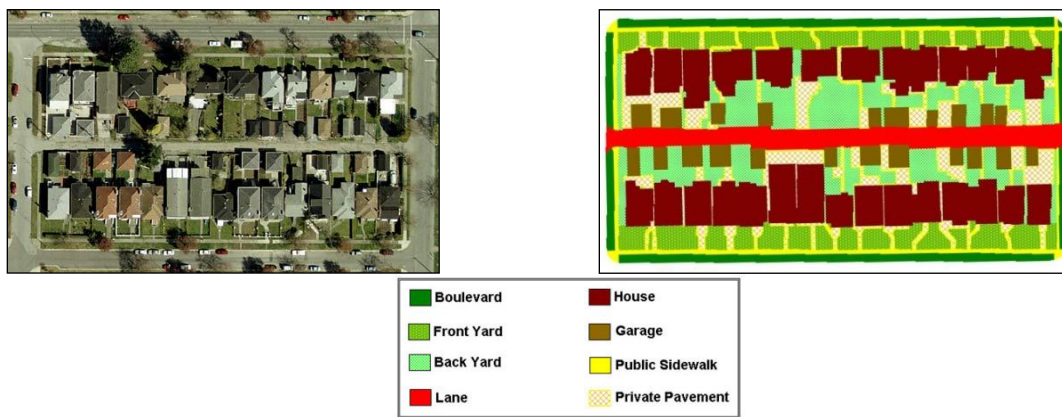 Boulevard
House
Front Yard
Garage
Back Yard
Public Sidewalk
Lane
Private Pavement